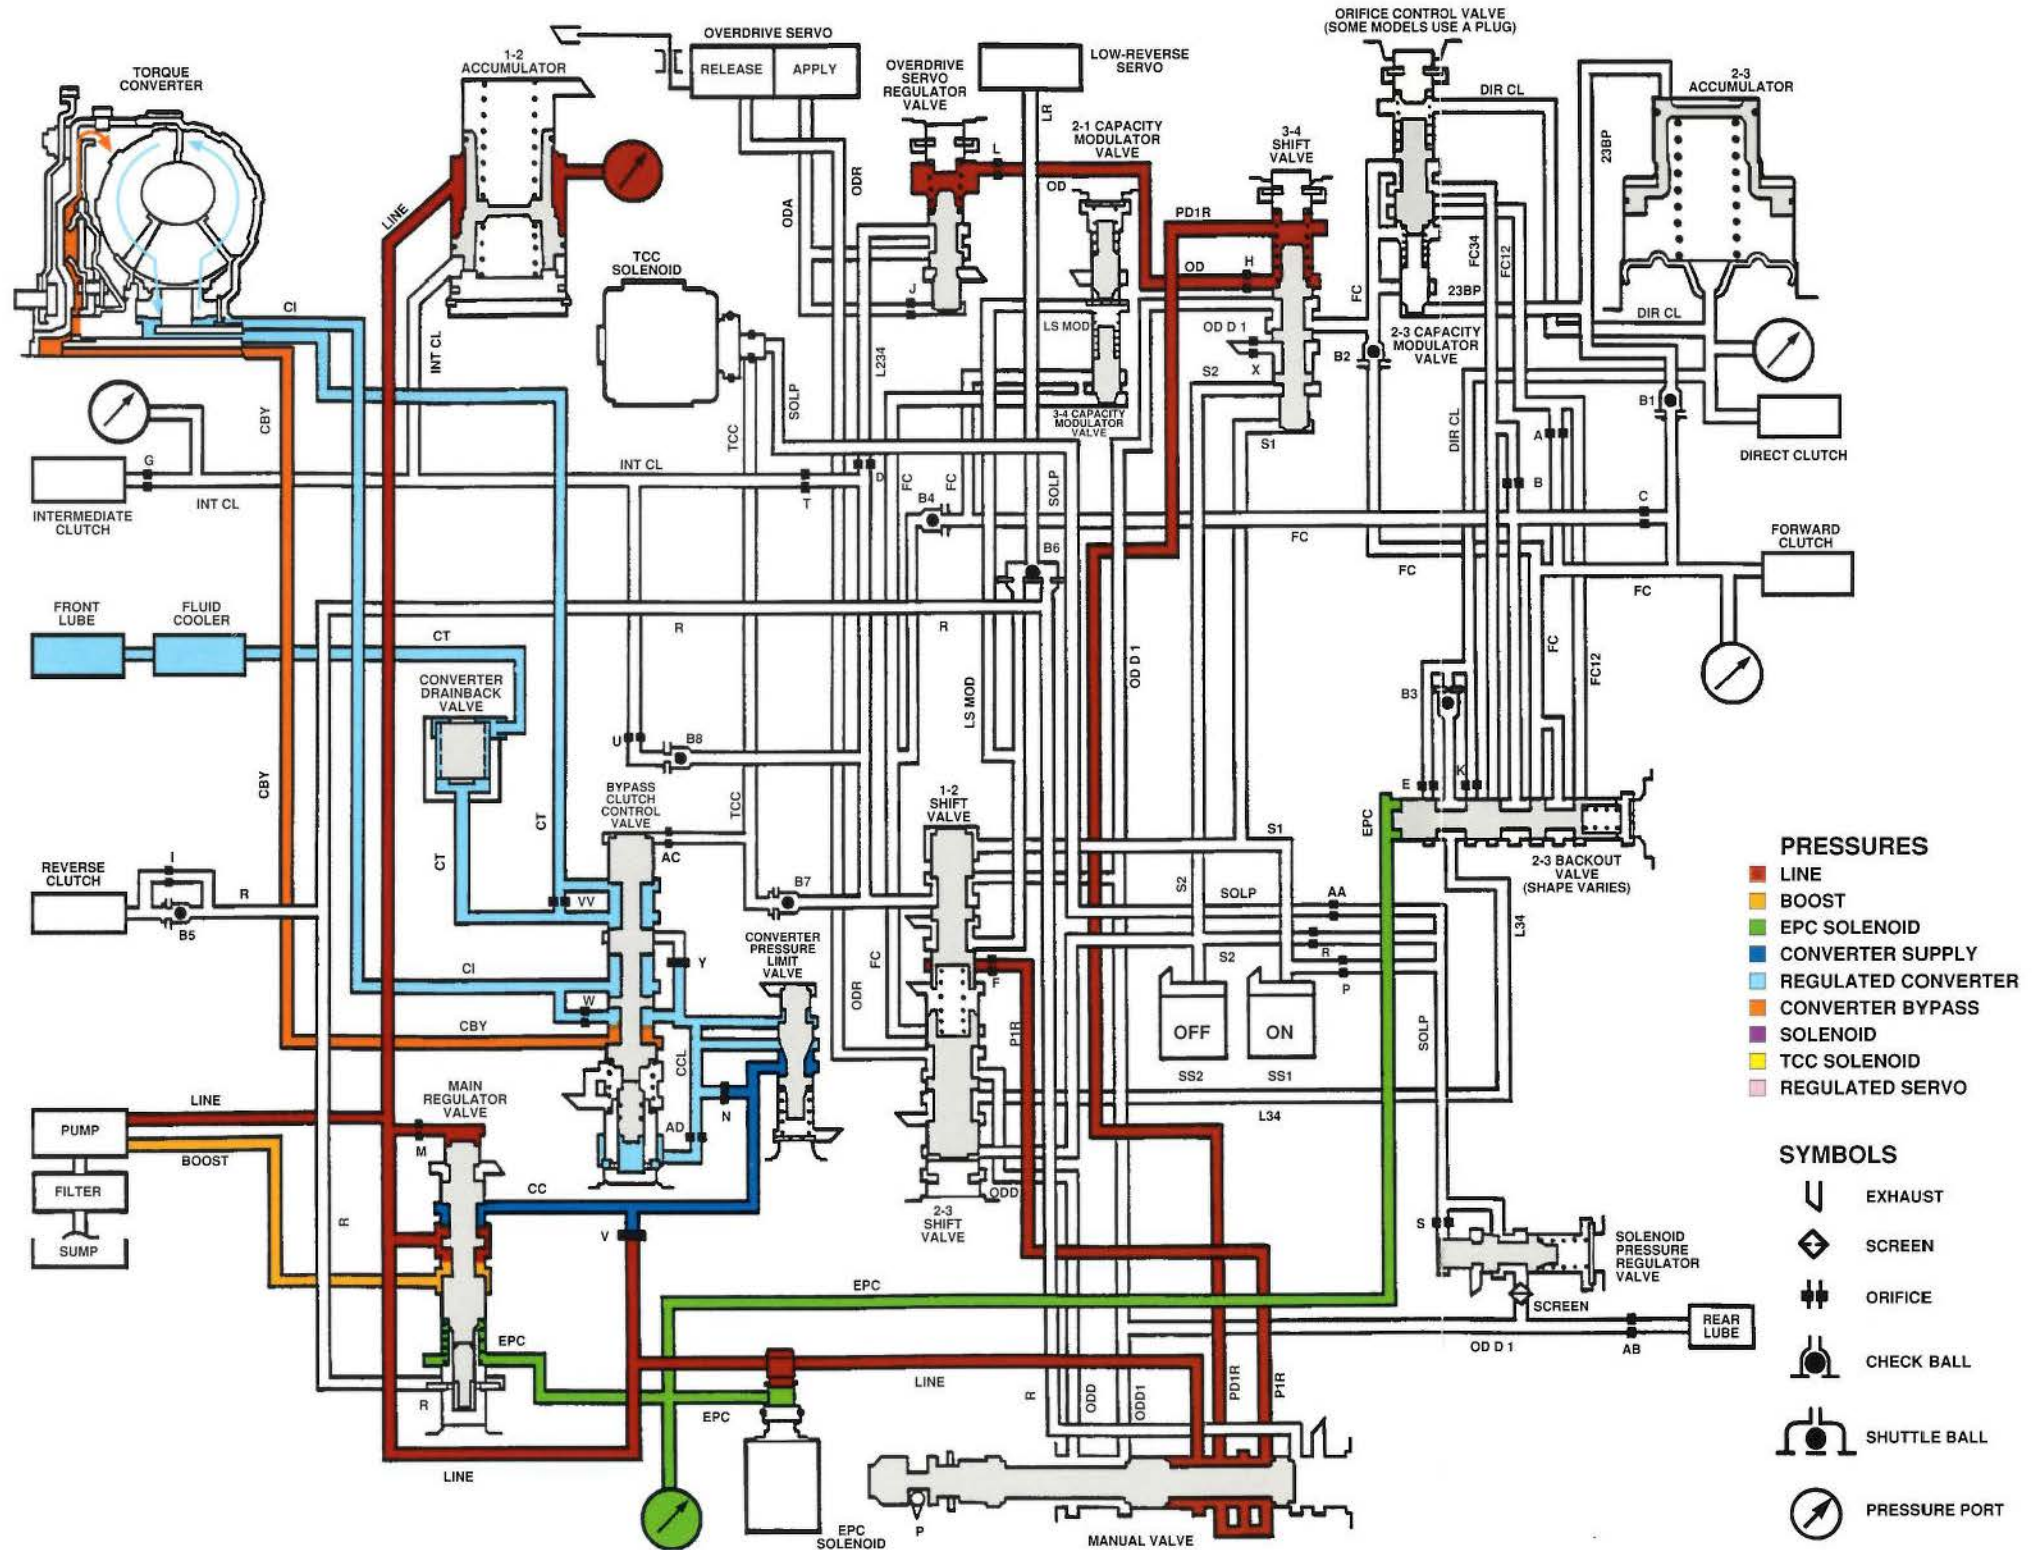 ORIFICE CONTROL VALVE
(SOME MODELS USE A PLUG)
OVERDRIVE SERVO
RELEASE
APPLY
1-2
ACCUMULATOR
TORQUE
CONVERTER
OVERDRIVE
SERVO
REGULATOR
VALVE
LOW-REVERSE
SERVO
LR
2-1 CAPACITY
MODULATOR
VALVE
3-4
SHIFT
VALVE
DIR CL
23BP
2-3
ACCUMULATOR
L
OD
PD1R
LINE
ODA
ODR
TCC
SOLENOID
OD
H
FC34
FC12
FC
23BP
DIR CL
CI
J
LS MOD
OD D 1
X
B2
2-3 CAPACITY
MODULATOR
VALVE
INT CL
L234
S2
SOLP
3-4 CAPACITY
MODULATOR
VALVE
S1
B1
CBY
TCC
DIR CL
A
DIRECT CLUTCH
G
INT CL
INT CL
INTERMEDIATE
CLUTCH
T
D
FC
FC
B4
SOLP
B
C
FC
FORWARD
CLUTCH
B6
FC
FC
FRONT
LUBE
FLUID
COOLER
CT
R
R
OD D 1
FC
FC12
CONVERTER
DRAINBACK
VALVE
LS MOD
B3
U
B8
CBY
E
K
BYPASS
CLUTCH
CONTROL
VALVE
TCC
1-2
SHIFT
VALVE
CT
CT
AC
S1
EPC
2-3 BACKOUT
VALVE
(SHAPE VARIES)
REVERSE
CLUTCH
I
R
B5
VV
B7
S2
SOLP
AA
L34
CONVERTER
PRESSURE
LIMIT
VALVE
CI
Y
FC
S2
R
P
F
W
ODR
CBY
P1R
CCL
OFF
ON
SOLP
SS2
SS1
MAIN
REGULATOR
VALVE
LINE
PUMP
BOOST
M
N
AD
L34
FILTER
SUMP
CC
R
ODD
2-3
SHIFT
VALVE
V
S
SOLENOID
PRESSURE
REGULATOR
VALVE
EPC
SCREEN
REAR
LUBE
OD D 1
AB
EPC
LINE
R
ODD
ODD1
PD1R
P1R
R
EPC
LINE
P
EPC
SOLENOID
MANUAL VALVE
PRESSURES
LINE
BOOST
EPC SOLENOID
CONVERTER SUPPLY
REGULATED CONVERTER
CONVERTER BYPASS
SOLENOID
TCC SOLENOID
REGULATED SERVO
SYMBOLS
EXHAUST
SCREEN
ORIFICE
CHECK BALL
SHUTTLE BALL
PRESSURE PORT